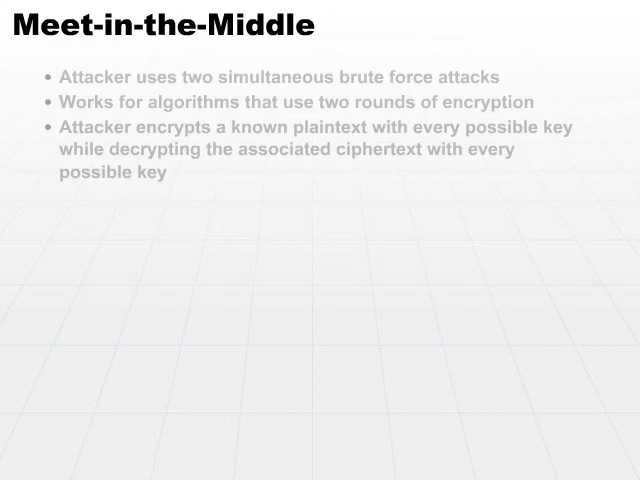 Meet-in-the-Middle
• Attacker uses two simultaneous brute force attacks
• Works for algorithms that use two rounds of encryption
• Attacker encrypts a known plaintext with every possible key
while decrypting the associated ciphertext with every
possible key